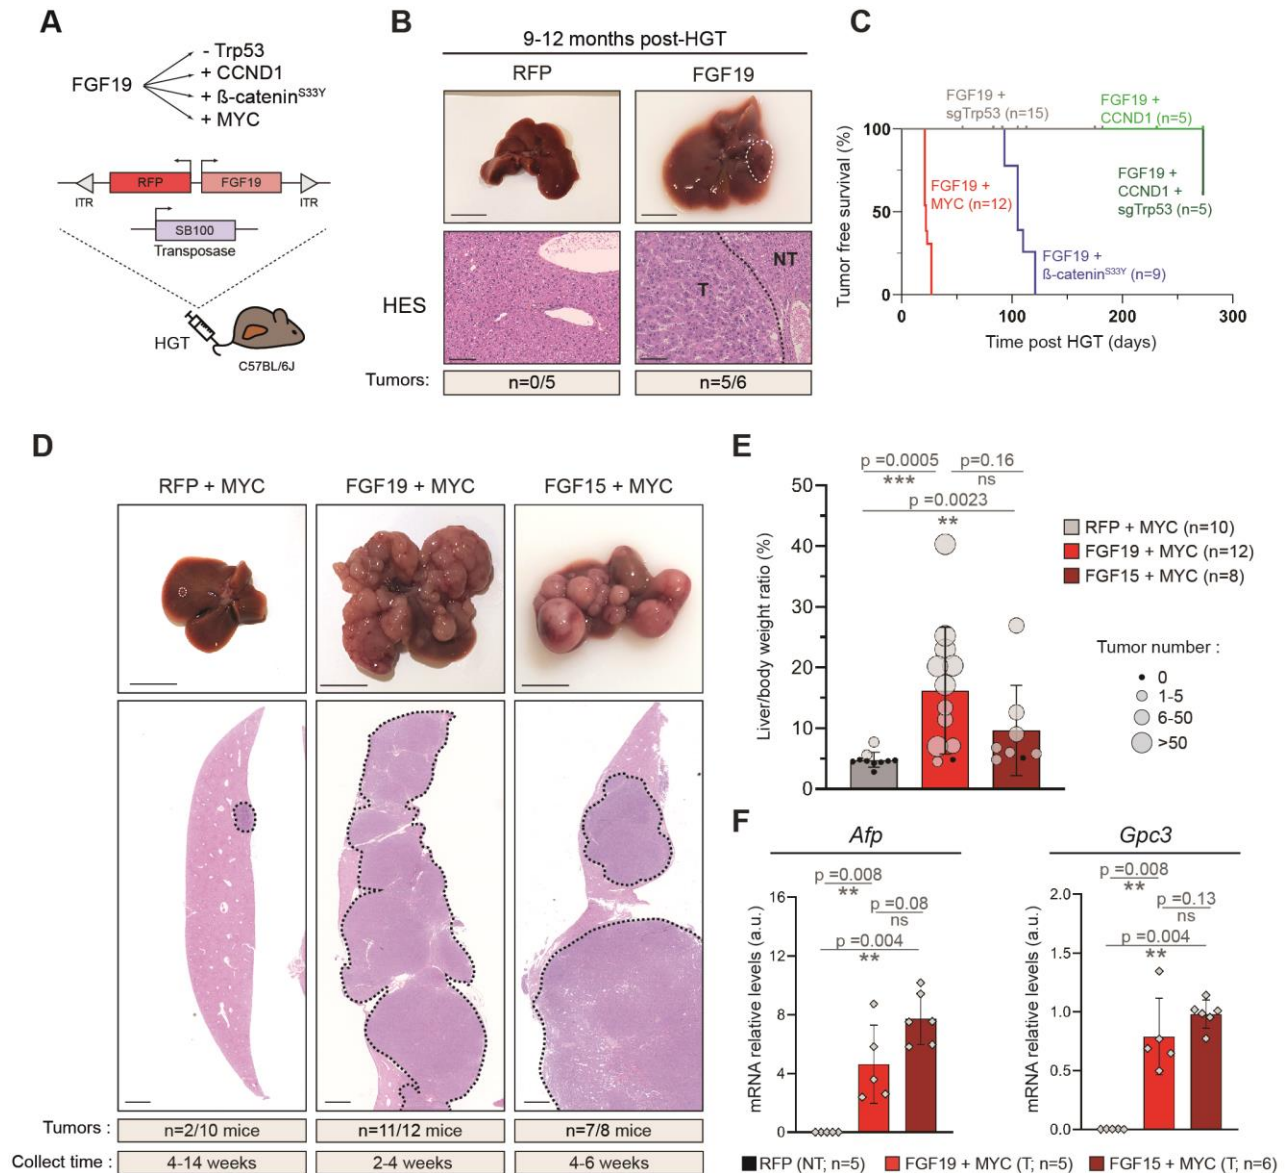 A
FGF19
- Trp53
+ CCND1
+ ß-catenin^S33Y
+ MYC
RFP
FGF19
ITR
ITR
SB100
Transposase
HGT
C57BL/6J
B
9-12 months post-HGT
RFP
FGF19
HES
T
NT
Tumors:
n=0/5
n=5/6
C
FGF19 +
sgTrp53 (n=15)
FGF19 +
CCND1 (n=5)
FGF19 +
MYC (n=12)
FGF19 +
CCND1 +
sgTrp53 (n=5)
FGF19 +
ß-catenin^S33Y (n=9)
Tumor free survival (%)
100
50
0
0
100
200
300
Time post HGT (days)
D
RFP + MYC
FGF19 + MYC
FGF15 + MYC
Tumors :
n=2/10 mice
n=11/12 mice
n=7/8 mice
Collect time :
4-14 weeks
2-4 weeks
4-6 weeks
E
p =0.0005
***
p=0.16
ns
p =0.0023
**
Liver/body weight ratio (%)
50
40
30
20
10
0
RFP + MYC (n=10)
FGF19 + MYC (n=12)
FGF15 + MYC (n=8)
Tumor number :
0
1-5
6-50
>50
F
Afp
p =0.008
**
p =0.08
ns
p =0.004
**
mRNA relative levels (a.u.)
16
12
8
4
0
Gpc3
p =0.008
**
p =0.13
ns
p =0.004
**
mRNA relative levels (a.u.)
2.0
1.5
1.0
0.5
0.0
RFP (NT; n=5)
FGF19 + MYC (T; n=5)
FGF15 + MYC (T; n=6)